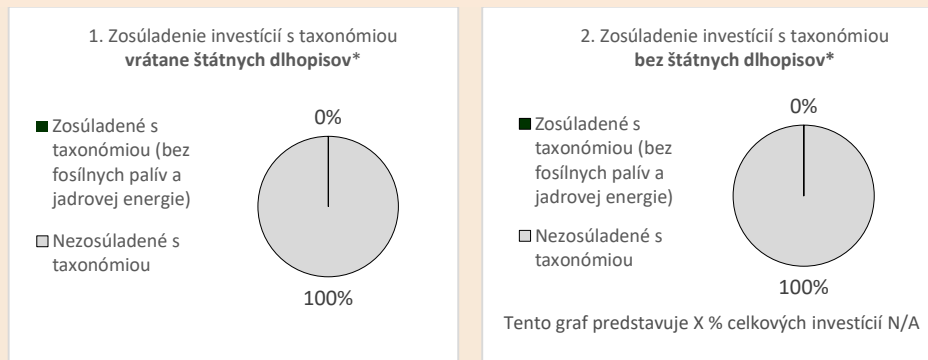 1. Zosúladenie investícií s taxonómiou
vrátane štátnych dlhopisov*
0%
Zosúladené s
taxonómiou (bez
fosílnych palív a
jadrovej energie)
Nezosúladené s
taxonómiou
100%
2. Zosúladenie investícií s taxonómiou
bez štátnych dlhopisov*
0%
Zosúladené s
taxonómiou (bez
fosílnych palív a
jadrovej energie)
Nezosúladené s
taxonómiou
100%
Tento graf predstavuje X % celkových investícií N/A